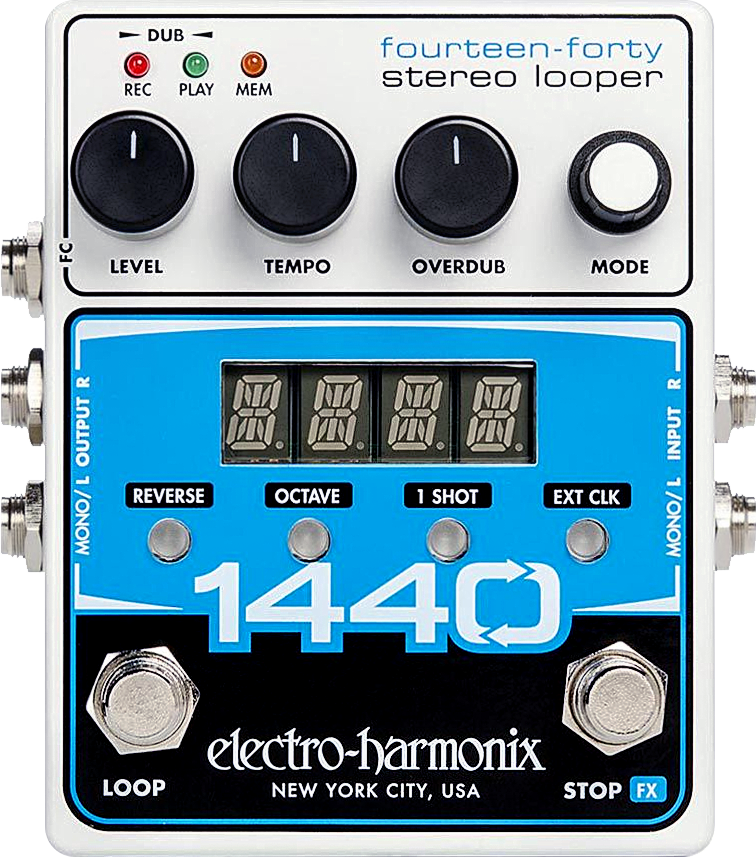 DUB
REC PLAY MEM
fourteen-forty
stereo looper
LEVEL TEMPO OVERDUB MODE
FC
MONO/L OUTPUT R
MONO/L INPUT R
REVERSE OCTAVE 1 SHOT EXT CLK
1440
electro-harmonix
NEW YORK CITY, USA
LOOP
STOP FX